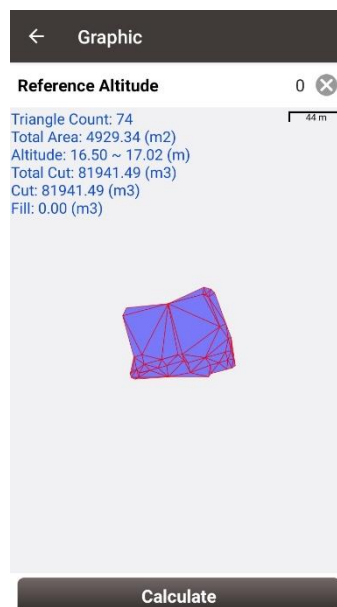 Graphic
Reference Altitude 0
44 m
Triangle Count: 74
Total Area: 4929.34 (m2)
Altitude: 16.50 ~ 17.02 (m)
Total Cut: 81941.49 (m3)
Cut: 81941.49 (m3)
Fill: 0.00 (m3)
Calculate